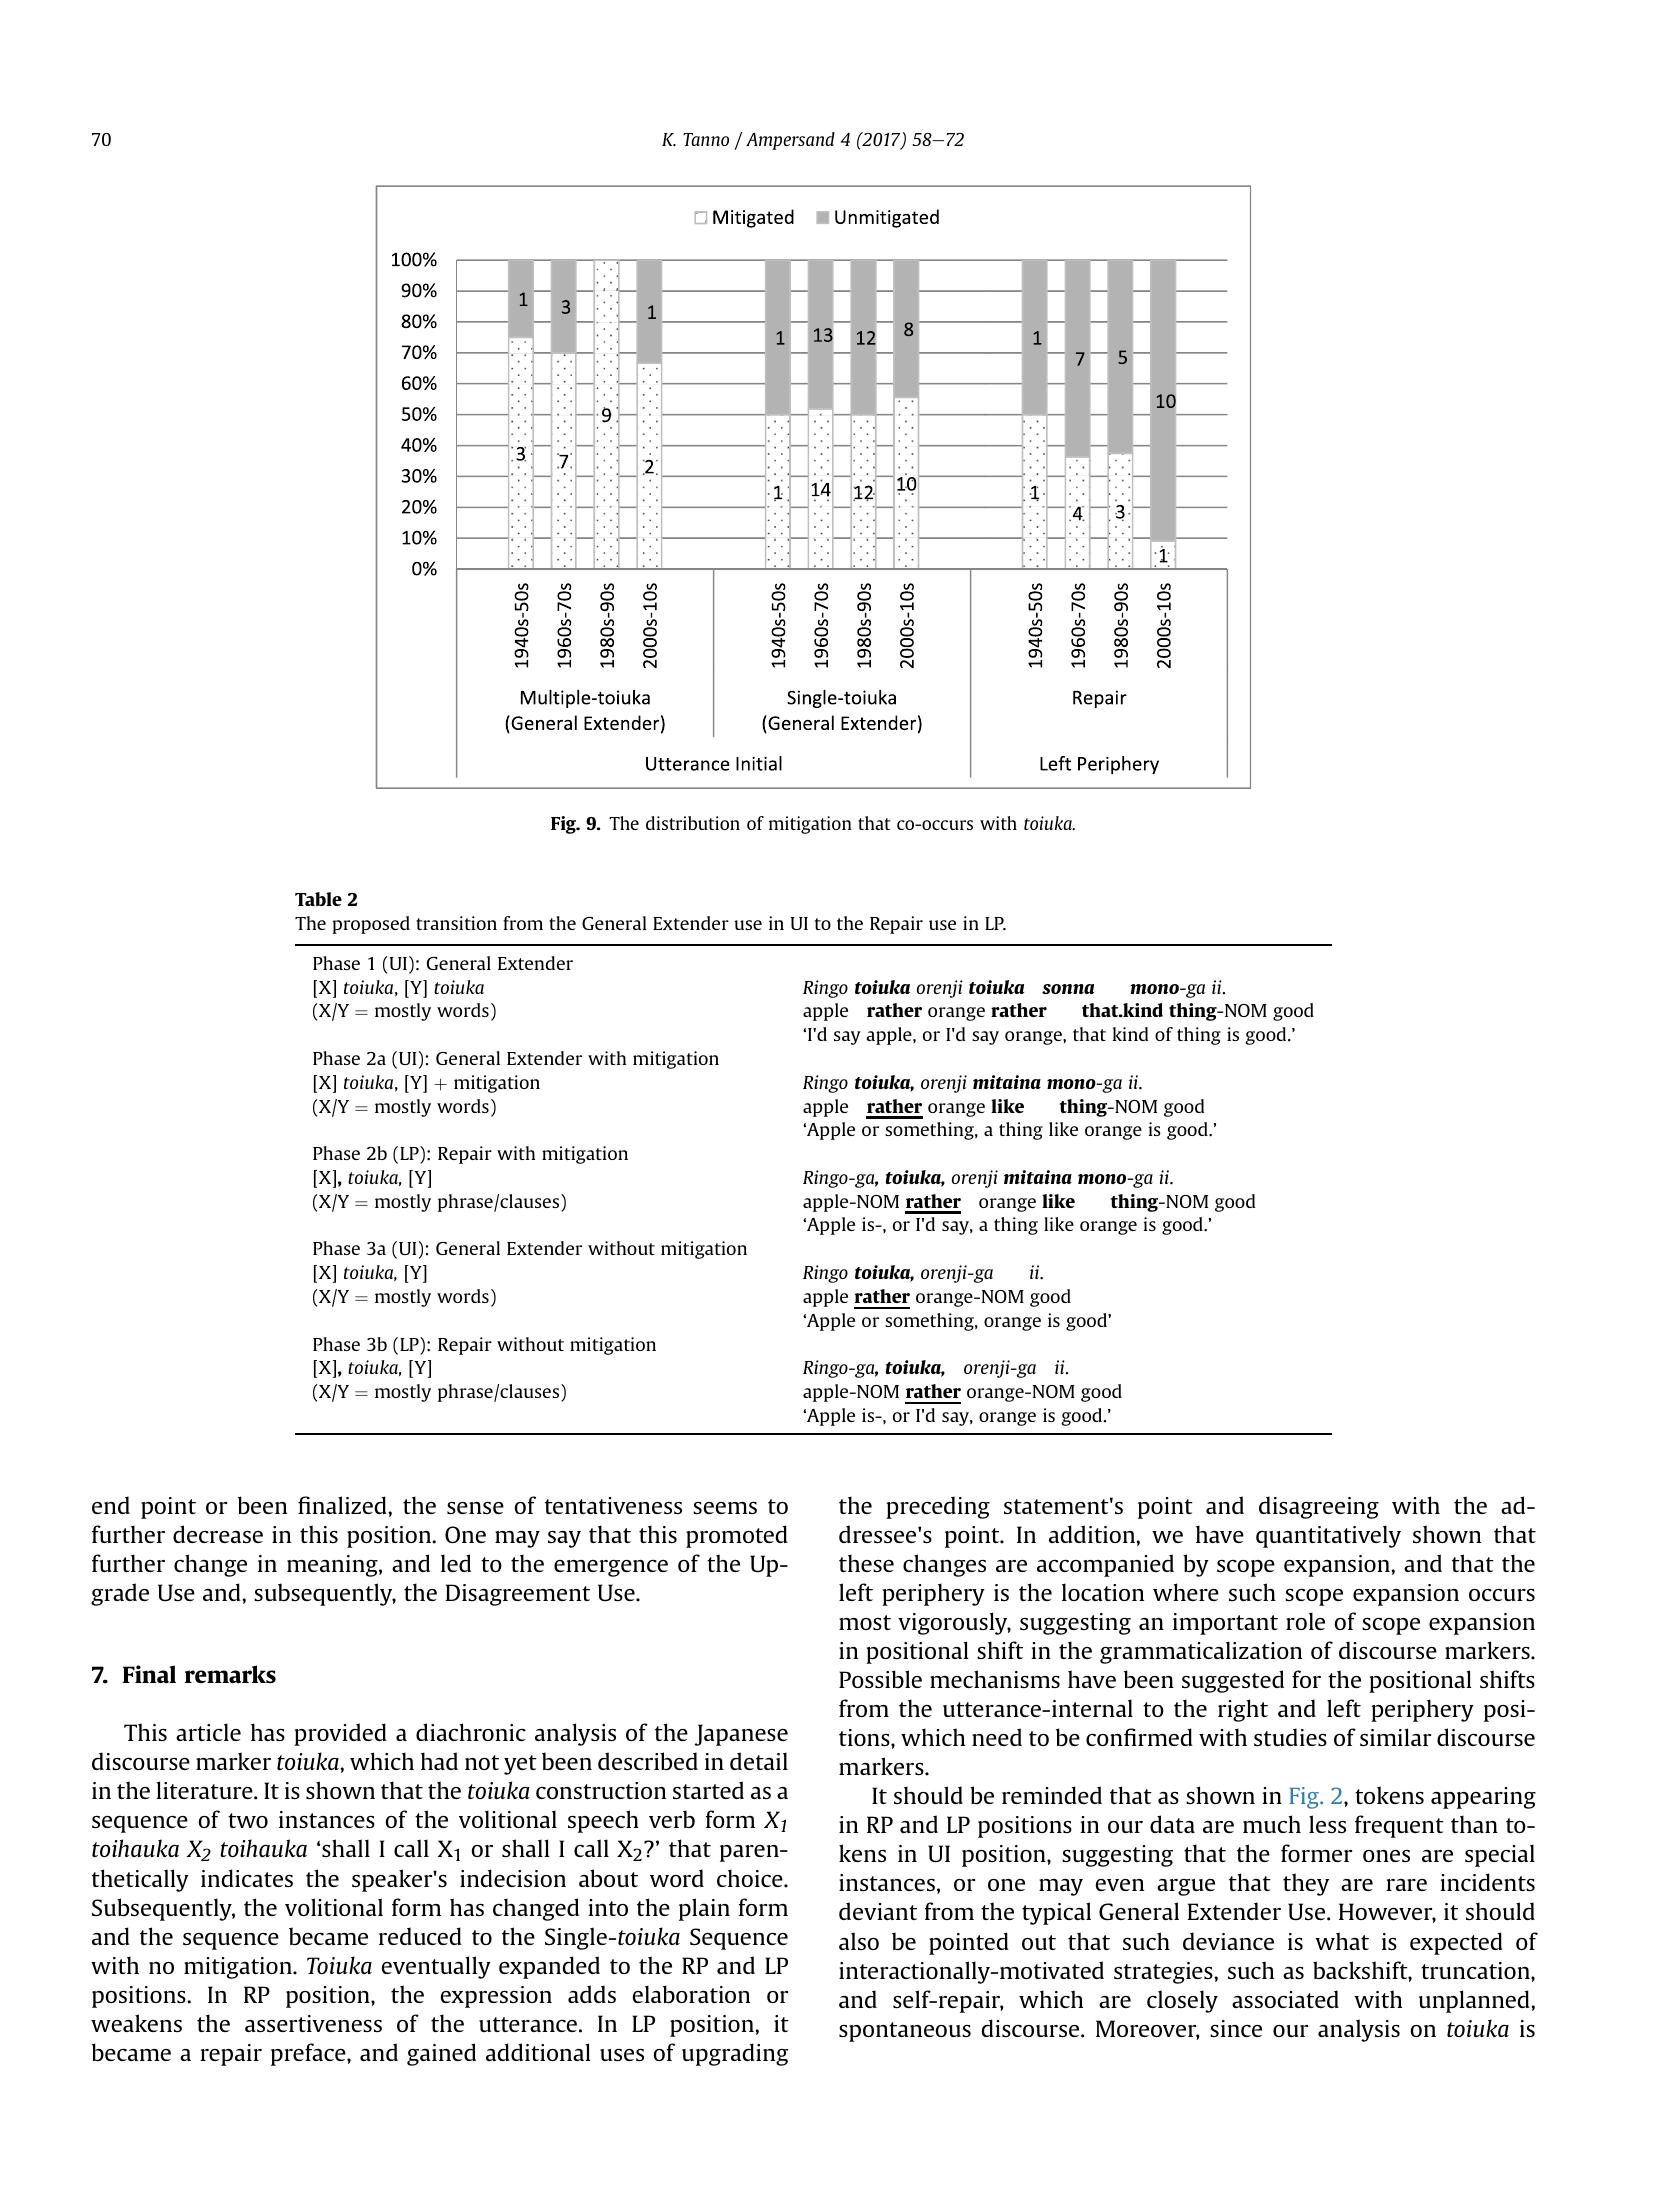 70
K. Tanno / Ampersand 4 (2017) 58–72
Mitigated Unmitigated
100%
90%
80%
70%
60%
50%
40%
30%
20%
10%
0%
1 3 1 1 13 12 8 1 7 5 10
3 7 9 2 1 14 12 10 1 4 3 1
1940s-50s 1960s-70s 1980s-90s 2000s-10s 1940s-50s 1960s-70s 1980s-90s 2000s-10s 1940s-50s 1960s-70s 1980s-90s 2000s-10s
Multiple-toiuka Single-toiuka Repair
(General Extender) (General Extender)
Utterance Initial Left Periphery
Fig. 9. The distribution of mitigation that co-occurs with toiuka.
Table 2
The proposed transition from the General Extender use in UI to the Repair use in LP.
Phase 1 (UI): General Extender
[X] toiuka, [Y] toiuka Ringo toiuka orenji toiuka sonna mono-ga ii.
(X/Y = mostly words) apple rather orange rather that.kind thing-NOM good
‘I'd say apple, or I'd say orange, that kind of thing is good.’
Phase 2a (UI): General Extender with mitigation
[X] toiuka, [Y] + mitigation Ringo toiuka, orenji mitaina mono-ga ii.
(X/Y = mostly words) apple rather orange like thing-NOM good
‘Apple or something, a thing like orange is good.’
Phase 2b (LP): Repair with mitigation
[X], toiuka, [Y] Ringo-ga, toiuka, orenji mitaina mono-ga ii.
(X/Y = mostly phrase/clauses) apple-NOM rather orange like thing-NOM good
‘Apple is-, or I'd say, a thing like orange is good.’
Phase 3a (UI): General Extender without mitigation
[X] toiuka, [Y] Ringo toiuka, orenji-ga ii.
(X/Y = mostly words) apple rather orange-NOM good
‘Apple or something, orange is good’
Phase 3b (LP): Repair without mitigation
[X], toiuka, [Y] Ringo-ga, toiuka, orenji-ga ii.
(X/Y = mostly phrase/clauses) apple-NOM rather orange-NOM good
‘Apple is-, or I'd say, orange is good.’
end point or been finalized, the sense of tentativeness seems to
further decrease in this position. One may say that this promoted
further change in meaning, and led to the emergence of the Up-
grade Use and, subsequently, the Disagreement Use.
7. Final remarks
This article has provided a diachronic analysis of the Japanese
discourse marker toiuka, which had not yet been described in detail
in the literature. It is shown that the toiuka construction started as a
sequence of two instances of the volitional speech verb form X1
toihauka X2 toihauka ‘shall I call X1 or shall I call X2?’ that paren-
thetically indicates the speaker's indecision about word choice.
Subsequently, the volitional form has changed into the plain form
and the sequence became reduced to the Single-toiuka Sequence
with no mitigation. Toiuka eventually expanded to the RP and LP
positions. In RP position, the expression adds elaboration or
weakens the assertiveness of the utterance. In LP position, it
became a repair preface, and gained additional uses of upgrading
the preceding statement's point and disagreeing with the ad-
dressee's point. In addition, we have quantitatively shown that
these changes are accompanied by scope expansion, and that the
left periphery is the location where such scope expansion occurs
most vigorously, suggesting an important role of scope expansion
in positional shift in the grammaticalization of discourse markers.
Possible mechanisms have been suggested for the positional shifts
from the utterance-internal to the right and left periphery posi-
tions, which need to be confirmed with studies of similar discourse
markers.
It should be reminded that as shown in Fig. 2, tokens appearing
in RP and LP positions in our data are much less frequent than to-
kens in UI position, suggesting that the former ones are special
instances, or one may even argue that they are rare incidents
deviant from the typical General Extender Use. However, it should
also be pointed out that such deviance is what is expected of
interactionally-motivated strategies, such as backshift, truncation,
and self-repair, which are closely associated with unplanned,
spontaneous discourse. Moreover, since our analysis on toiuka is